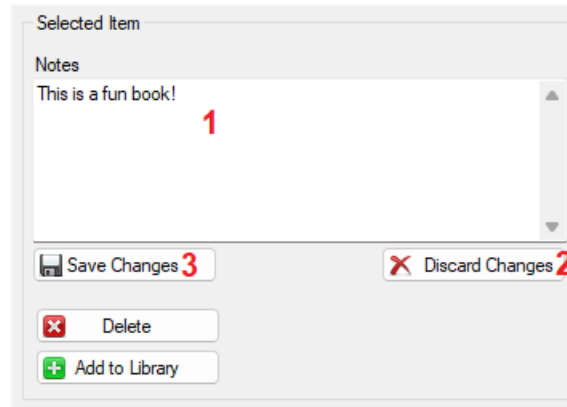 Selected Item
Notes
This is a fun book!
1
Save Changes 3
Discard Changes 2
Delete
Add to Library